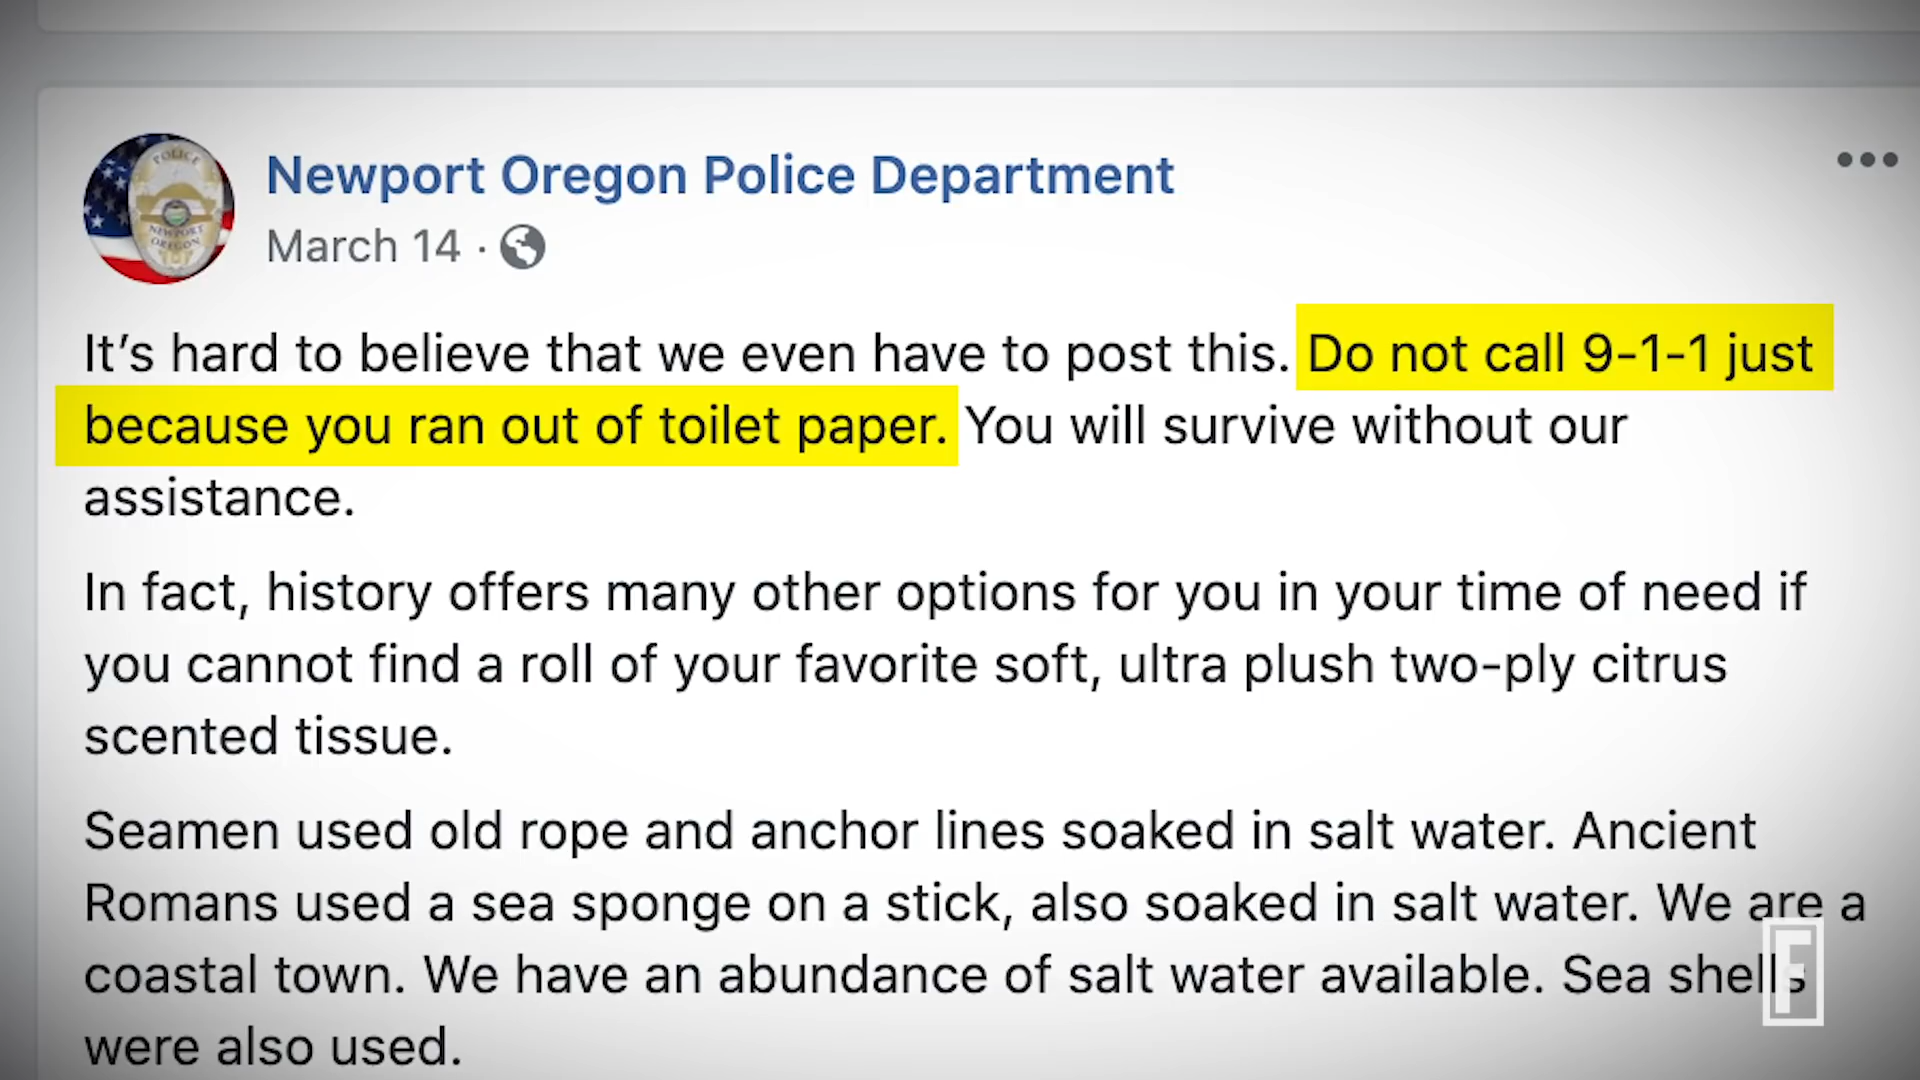 Newport Oregon Police Department
March 14 ·
POLICE
NEWPORT
OREGON
It’s hard to believe that we even have to post this. Do not call 9-1-1 just
because you ran out of toilet paper. You will survive without our
assistance.
In fact, history offers many other options for you in your time of need if
you cannot find a roll of your favorite soft, ultra plush two-ply citrus
scented tissue.
Seamen used old rope and anchor lines soaked in salt water. Ancient
Romans used a sea sponge on a stick, also soaked in salt water. We are a
coastal town. We have an abundance of salt water available. Sea shells
were also used.
F